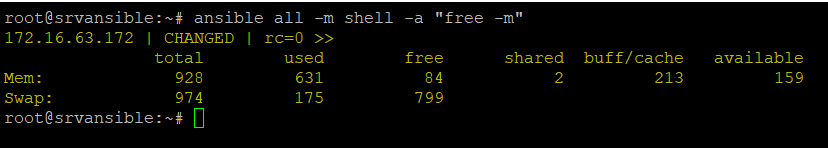 root@srvansible:~# ansible all -m shell -a "free -m"
172.16.63.172 | CHANGED | rc=0 >>
              total        used        free      shared  buff/cache   available
Mem:            928         631          84           2         213         159
Swap:           974         175         799
root@srvansible:~#